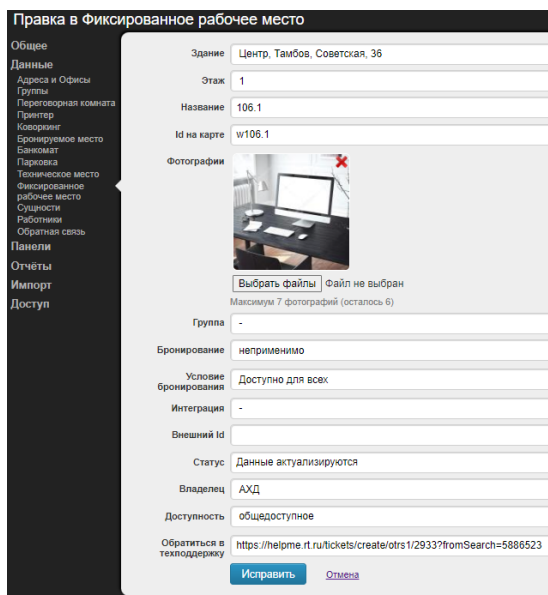 Правка в Фиксированное рабочее место
Общее
Данные
Адреса и Офисы
Группы
Переговорная комната
Принтер
Коворкинг
Бронируемое место
Банкомат
Парковка
Техническое место
Фиксированное
рабочее место
Сущности
Работники
Обратная связь
Панели
Отчёты
Импорт
Доступ
Здание Центр, Тамбов, Советская, 36
Этаж 1
Название 106.1
Id на карте w106.1
Фотографии
Выбрать файлы Файл не выбран
Максимум 7 фотографий (осталось 6)
Группа -
Бронирование неприменимо
Условие
бронирования Доступно для всех
Интеграция -
Внешний Id
Статус Данные актуализируются
Владелец АХД
Доступность общедоступное
Обратиться в
техподдержку https://helpme.rt.ru/tickets/create/otrs1/2933?fromSearch=5886523
Исправить Отмена